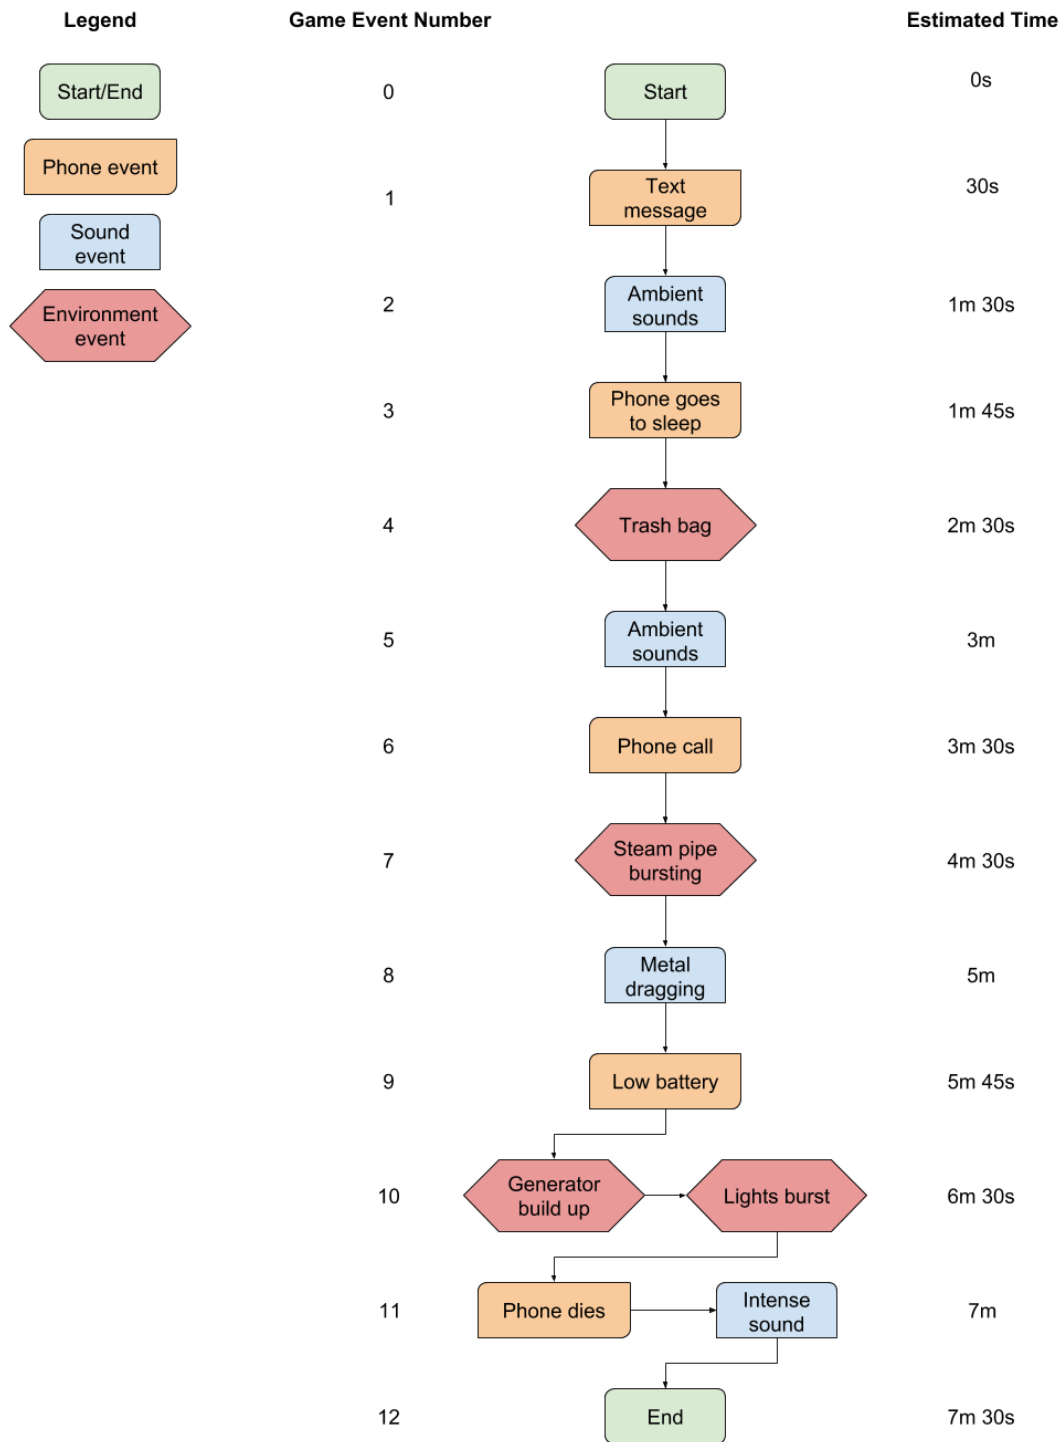 Legend
Game Event Number
Estimated Time
Start/End
Phone event
Sound
event
Environment
event
0
Start
0s
1
Text
message
30s
2
Ambient
sounds
1m 30s
3
Phone goes
to sleep
1m 45s
4
Trash bag
2m 30s
5
Ambient
sounds
3m
6
Phone call
3m 30s
7
Steam pipe
bursting
4m 30s
8
Metal
dragging
5m
9
Low battery
5m 45s
10
Generator
build up
Lights burst
6m 30s
11
Phone dies
Intense
sound
7m
12
End
7m 30s